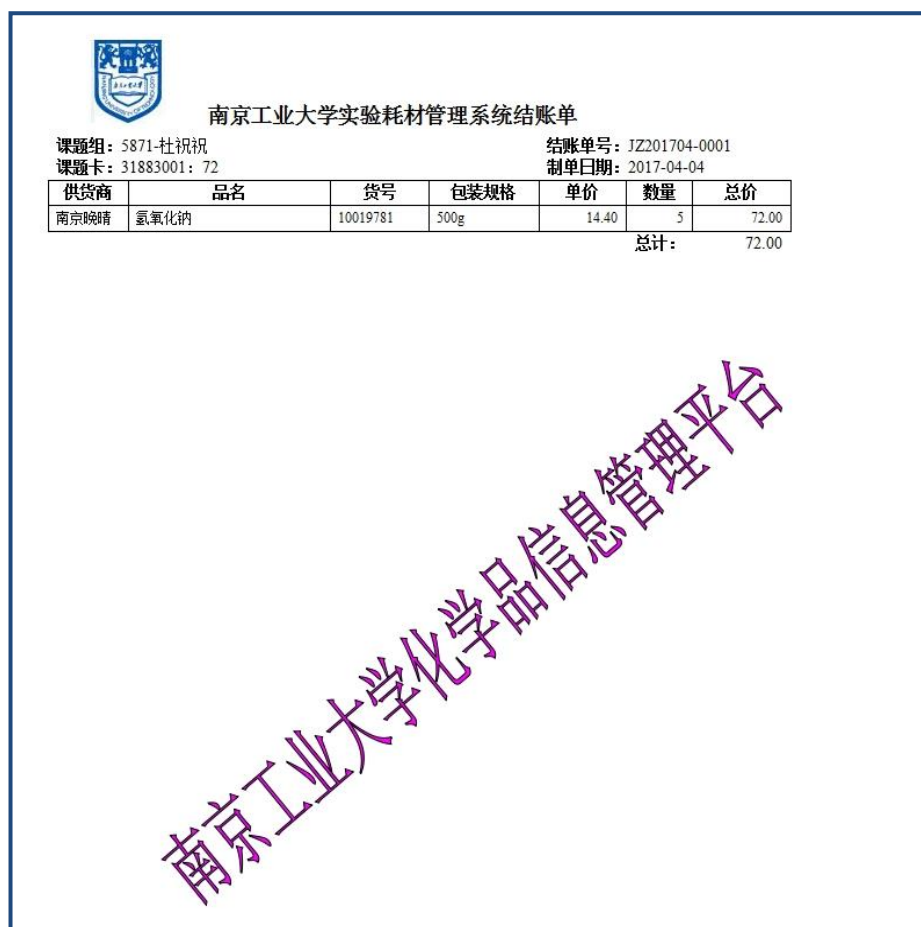 南京工业大学实验耗材管理系统结账单
课题组：5871-杜祝祝 结账单号：JZ201704-0001
课题卡：31883001：72 制单日期：2017-04-04
供货商 品名 货号 包装规格 单价 数量 总价
南京晚晴 氢氧化钠 10019781 500g 14.40 5 72.00
总计： 72.00
南京工业大学化学品信息管理平台